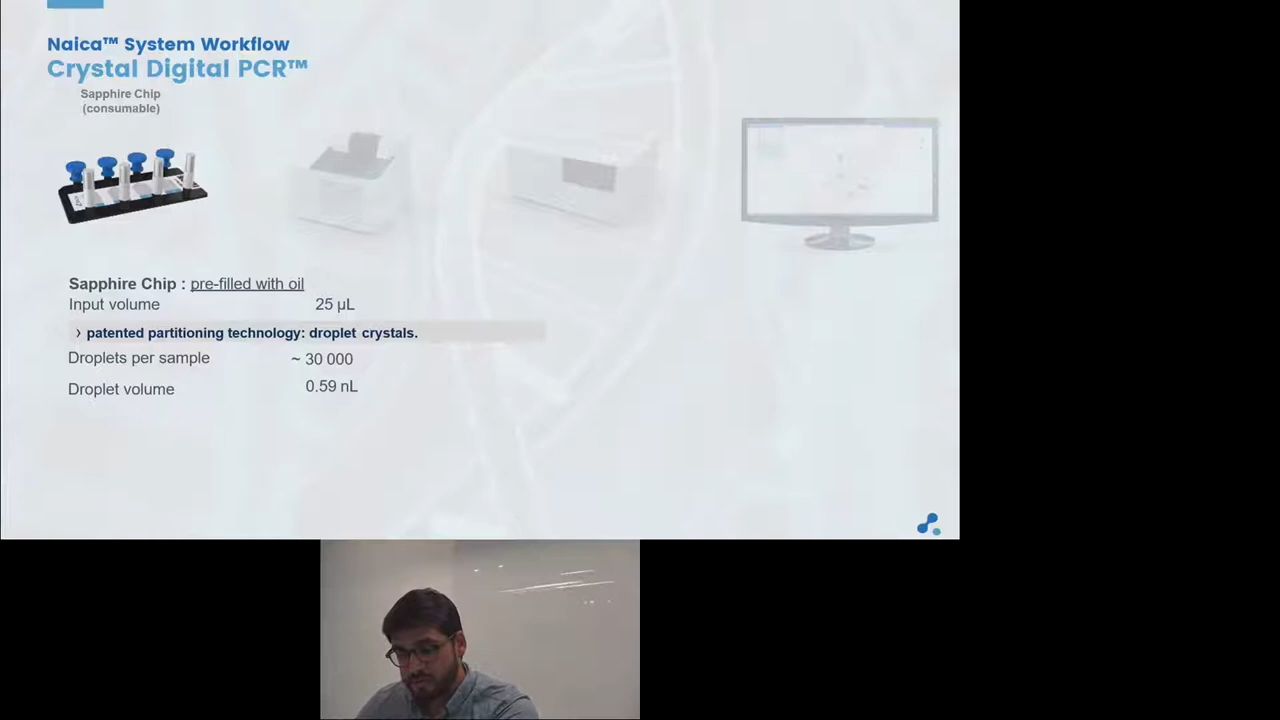 Naica™ System Workflow
Crystal Digital PCR™
Sapphire Chip
(consumable)
Sapphire Chip : pre-filled with oil
Input volume 25 µL
› patented partitioning technology: droplet crystals.
Droplets per sample ~ 30 000
Droplet volume 0.59 nL